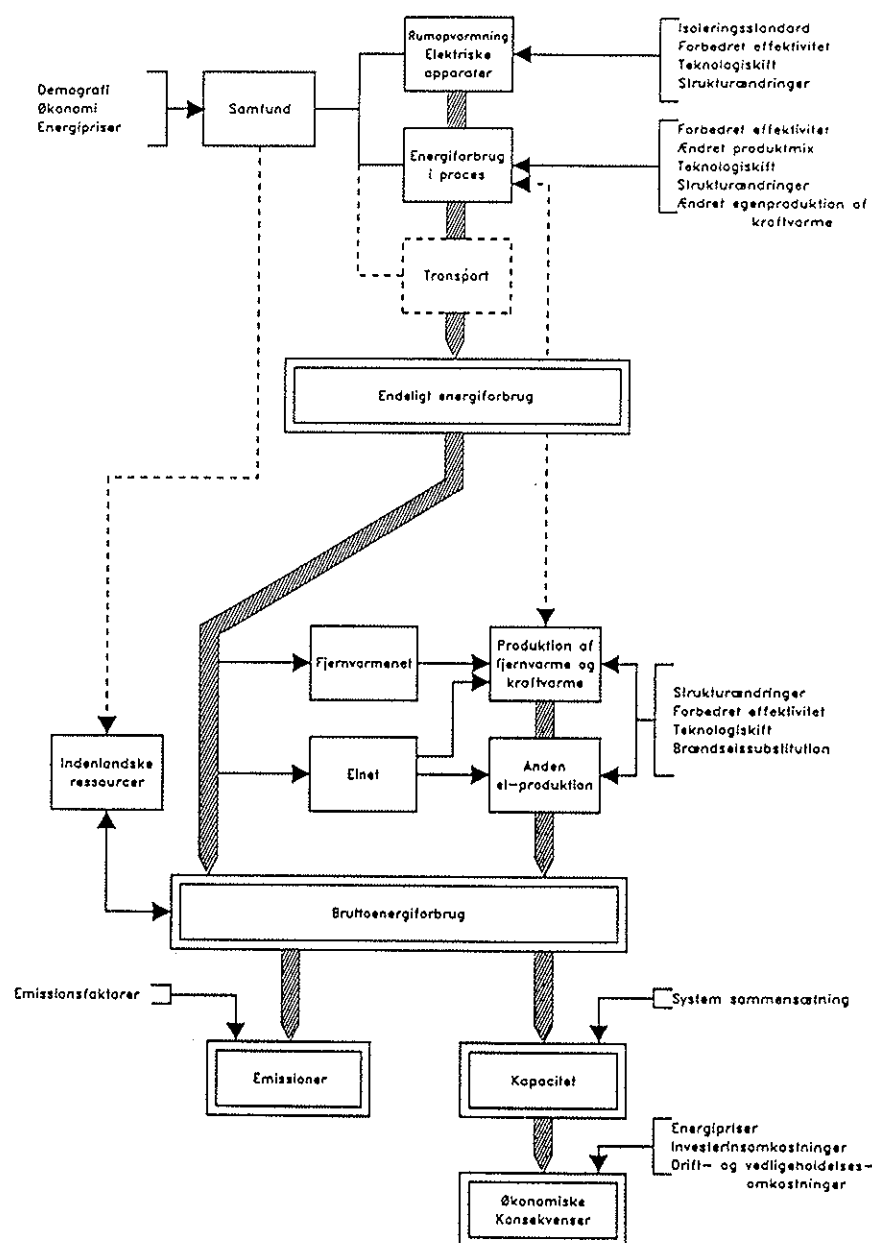 Rumopvarmning
Elektriske
apparater
Isoleringsstandard
Forbedret effektivitet
Teknologiskift
Strukturændringer
Demografi
Økonomi
Energipriser
Samfund
Energiforbrug
i proces
Forbedret effektivitet
Ændret produktmix
Teknologiskift
Strukturændringer
Ændret egenproduktion af
kraftvarme
Transport
Endeligt energiforbrug
Fjernvarmenet
Produktion af
fjernvarme og
kraftvarme
Strukturændringer
Forbedret effektivitet
Teknologiskift
Brændselssubstitution
Indenlandske
ressourcer
Elnet
Anden
el-produktion
Bruttoenergiforbrug
Emissionsfaktorer
System sammensætning
Emissioner
Kapacitet
Energipriser
Investerinsomkostninger
Drift- og vedligeholdelses-
omkostninger
Økonomiske
Konsekvenser